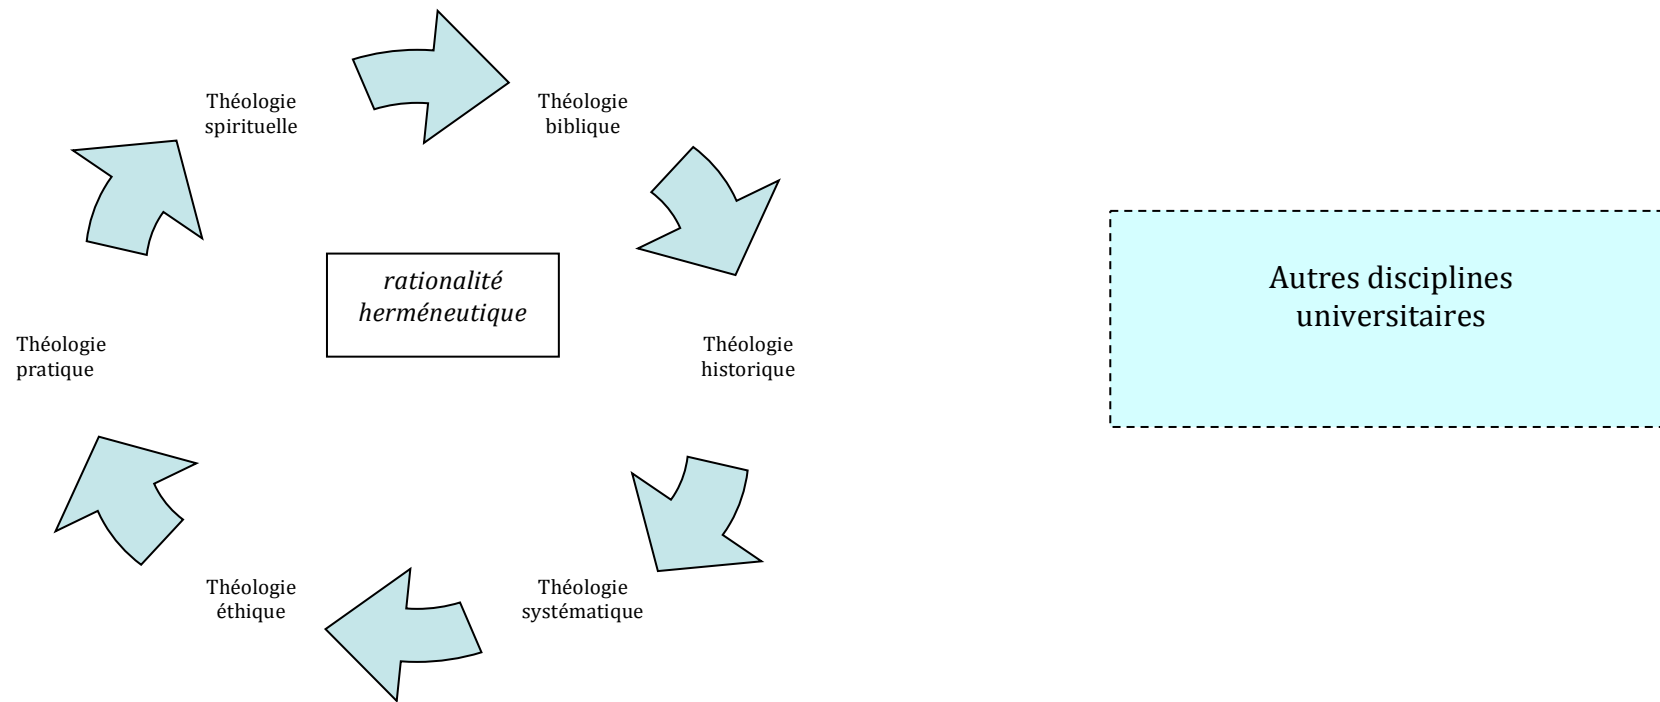 Théologie
spirituelle
Théologie
biblique
rationalité
herméneutique
Autres disciplines
universitaires
Théologie
pratique
Théologie
historique
Théologie
éthique
Théologie
systématique